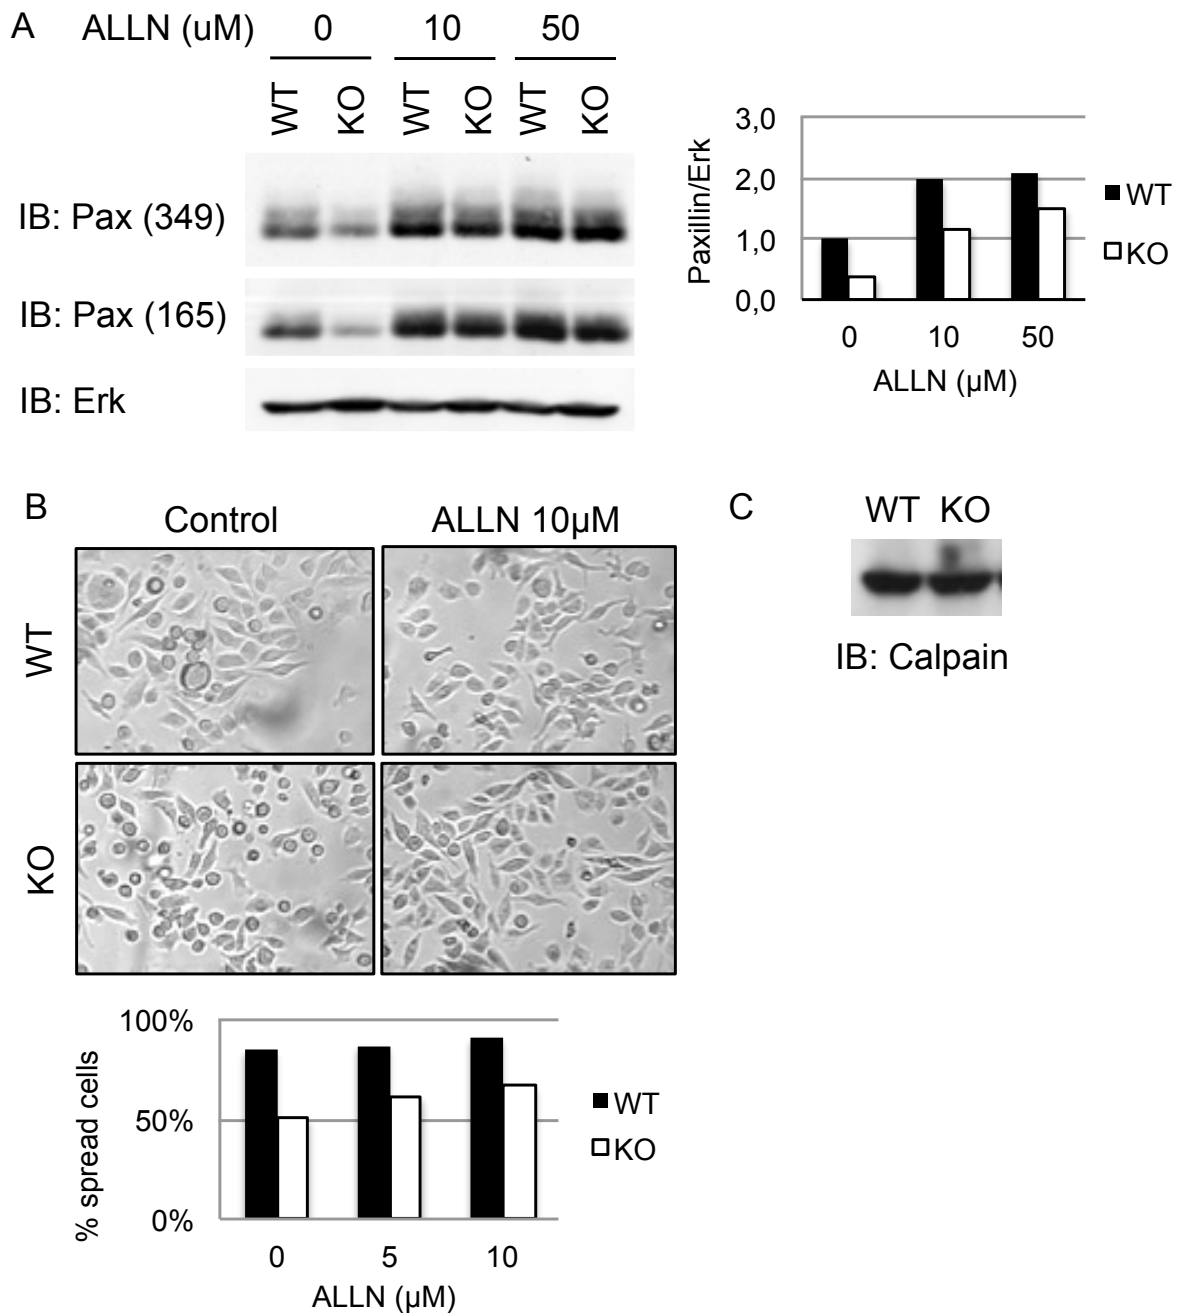 A ALLN (uM) 0 10 50
WT KO WT KO WT KO
IB: Pax (349)
IB: Pax (165)
IB: Erk
3,0
2,0
1,0
0,0
Paxillin/Erk
WT
KO
0 10 50
ALLN (µM)
B
Control ALLN 10µM
WT
KO
C
WT KO
IB: Calpain
100%
50%
0%
% spread cells
WT
KO
0 5 10
ALLN (µM)